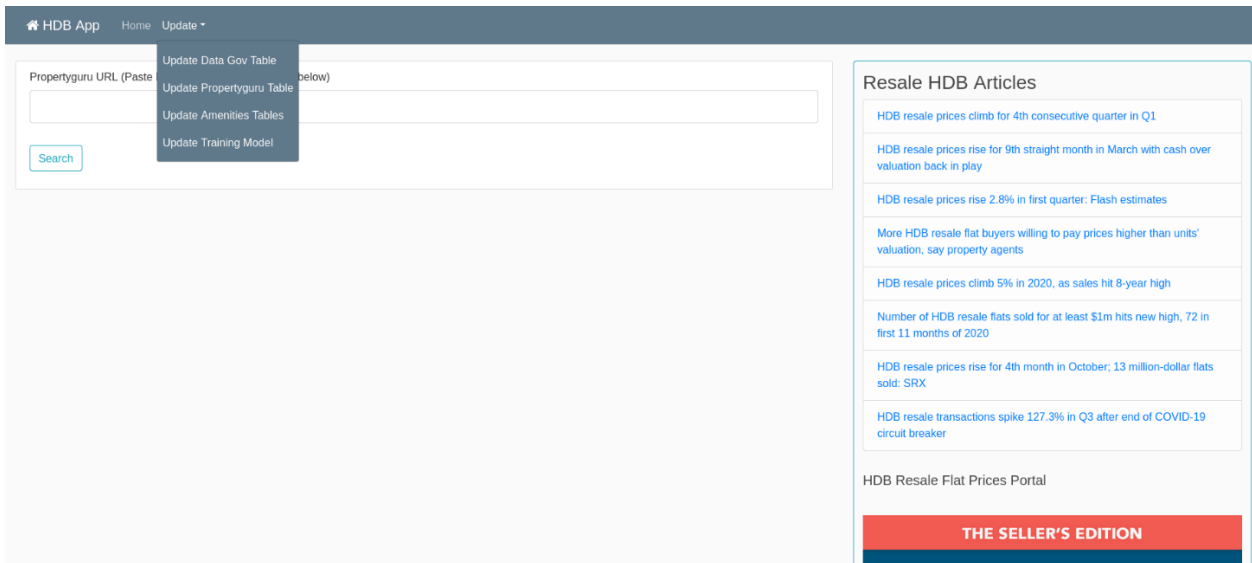 HDB App Home Update
Update Data Gov Table
Update Propertyguru Table
Update Amenities Tables
Update Training Model
Propertyguru URL (Paste below)
Search
Resale HDB Articles
HDB resale prices climb for 4th consecutive quarter in Q1
HDB resale prices rise for 9th straight month in March with cash over
valuation back in play
HDB resale prices rise 2.8% in first quarter: Flash estimates
More HDB resale flat buyers willing to pay prices higher than units'
valuation, say property agents
HDB resale prices climb 5% in 2020, as sales hit 8-year high
Number of HDB resale flats sold for at least $1m hits new high, 72 in
first 11 months of 2020
HDB resale prices rise for 4th month in October; 13 million-dollar flats
sold: SRX
HDB resale transactions spike 127.3% in Q3 after end of COVID-19
circuit breaker
HDB Resale Flat Prices Portal
THE SELLER'S EDITION